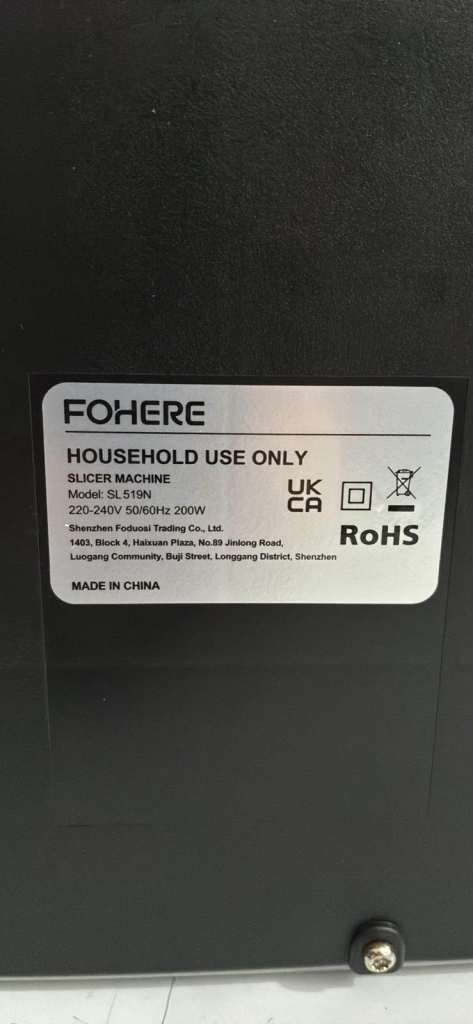 FOHERE
HOUSEHOLD USE ONLY
SLICER MACHINE
Model: SL519N
220-240V 50/60Hz 200W
Shenzhen Foduosi Trading Co., Ltd.
1403, Block 4, Haixuan Plaza, No.89 Jinlong Road,
Luogang Community, Buji Street, Longgang District, Shenzhen
MADE IN CHINA
UK
CA
RoHS